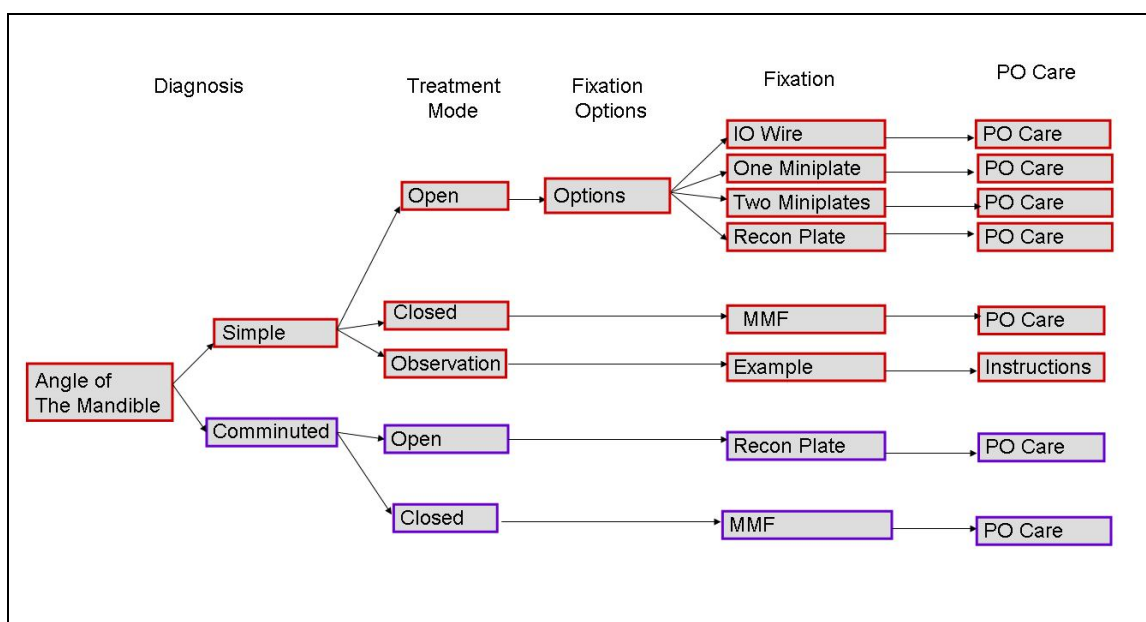 Diagnosis
Treatment
Mode
Fixation
Options
Fixation
PO Care
IO Wire
PO Care
One Miniplate
PO Care
Open
Options
Two Miniplates
PO Care
Recon Plate
PO Care
Closed
MMF
PO Care
Simple
Observation
Example
Instructions
Angle of
The Mandible
Comminuted
Open
Recon Plate
PO Care
Closed
MMF
PO Care